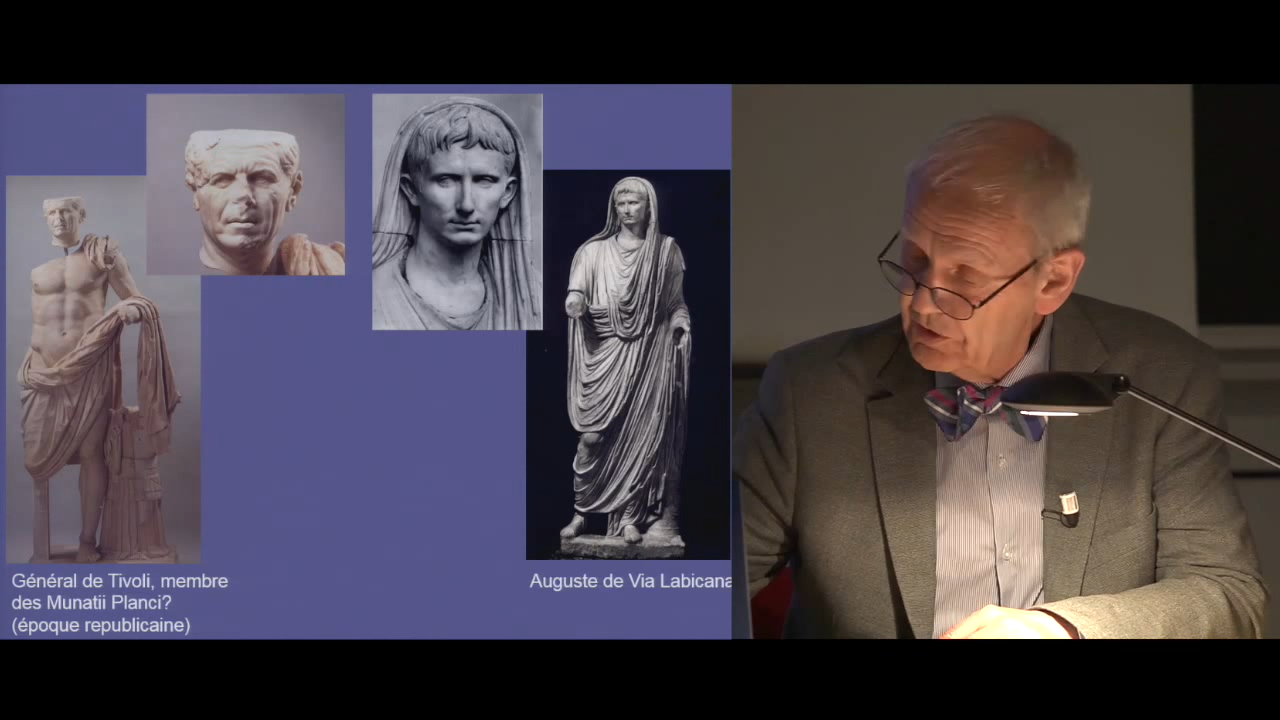 Général de Tivoli, membre
des Munatii Planci?
(époque republicaine)
Auguste de Via Labicana